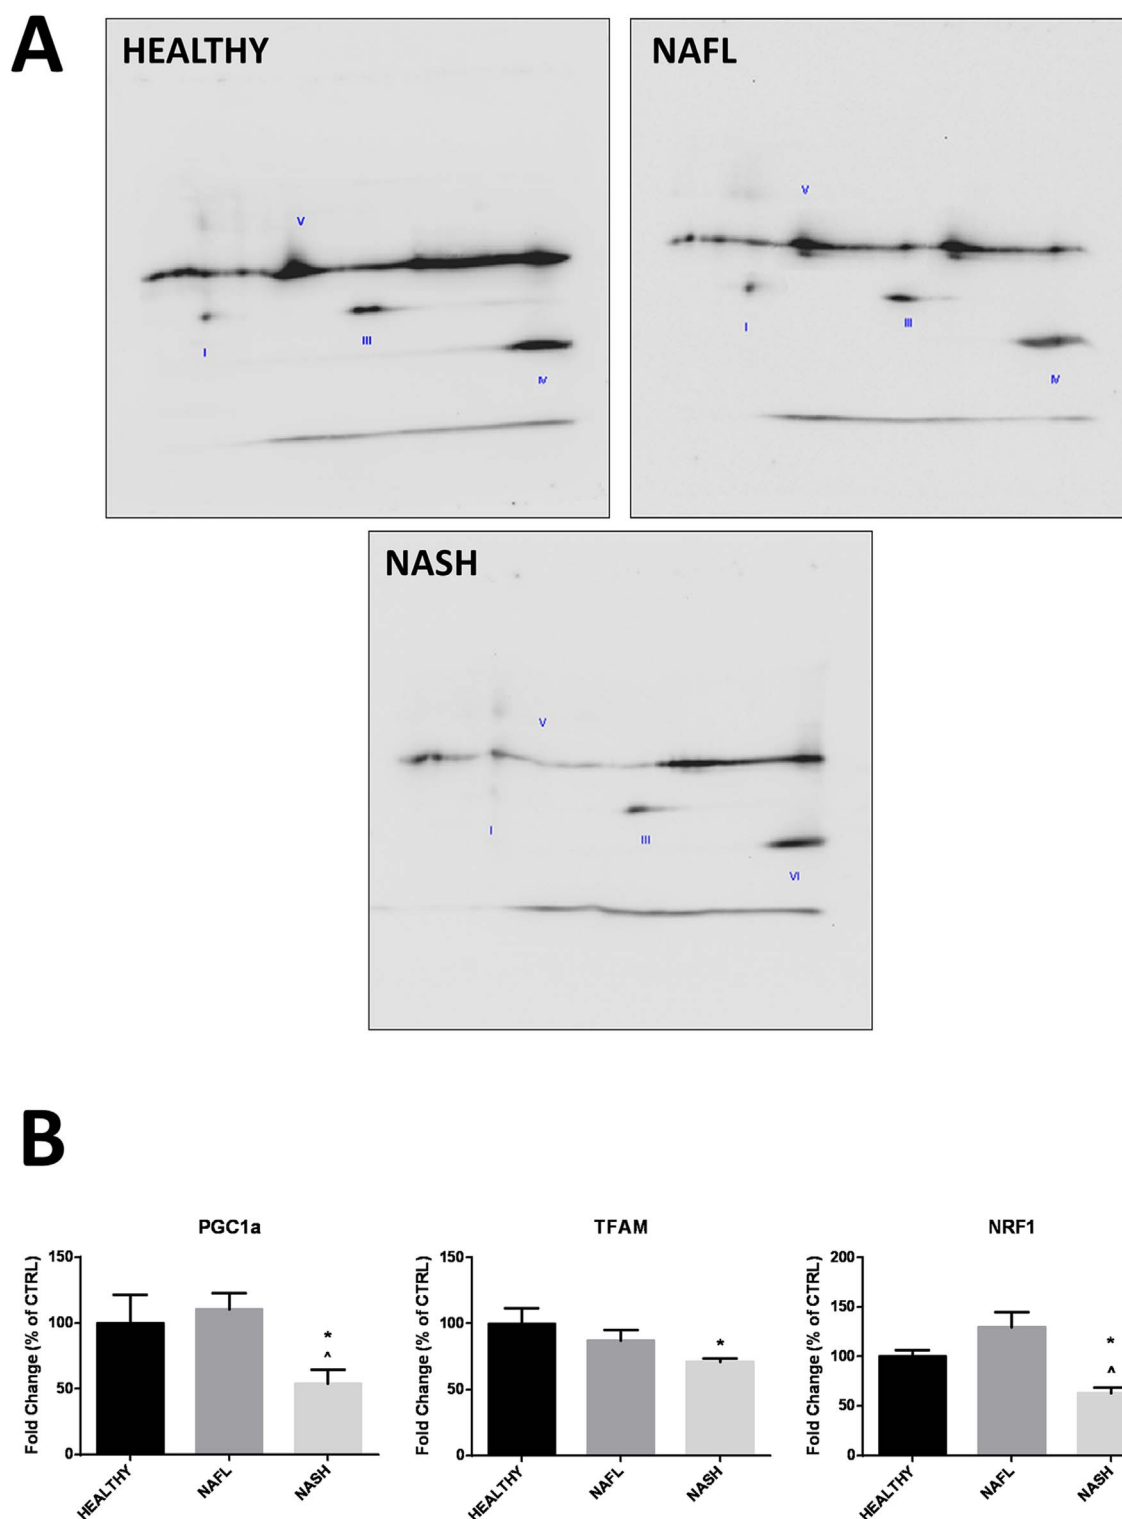 A
HEALTHY
V
I
III
IV
NAFL
V
I
III
IV
NASH
V
I
III
VI
B
PGC1a
Fold Change (% of CTRL)
150
100
50
0
HEALTHY
NAFL
*
^
NASH
TFAM
Fold Change (% of CTRL)
150
100
50
0
HEALTHY
NAFL
*
NASH
NRF1
Fold Change (% of CTRL)
200
150
100
50
0
HEALTHY
NAFL
*
^
NASH